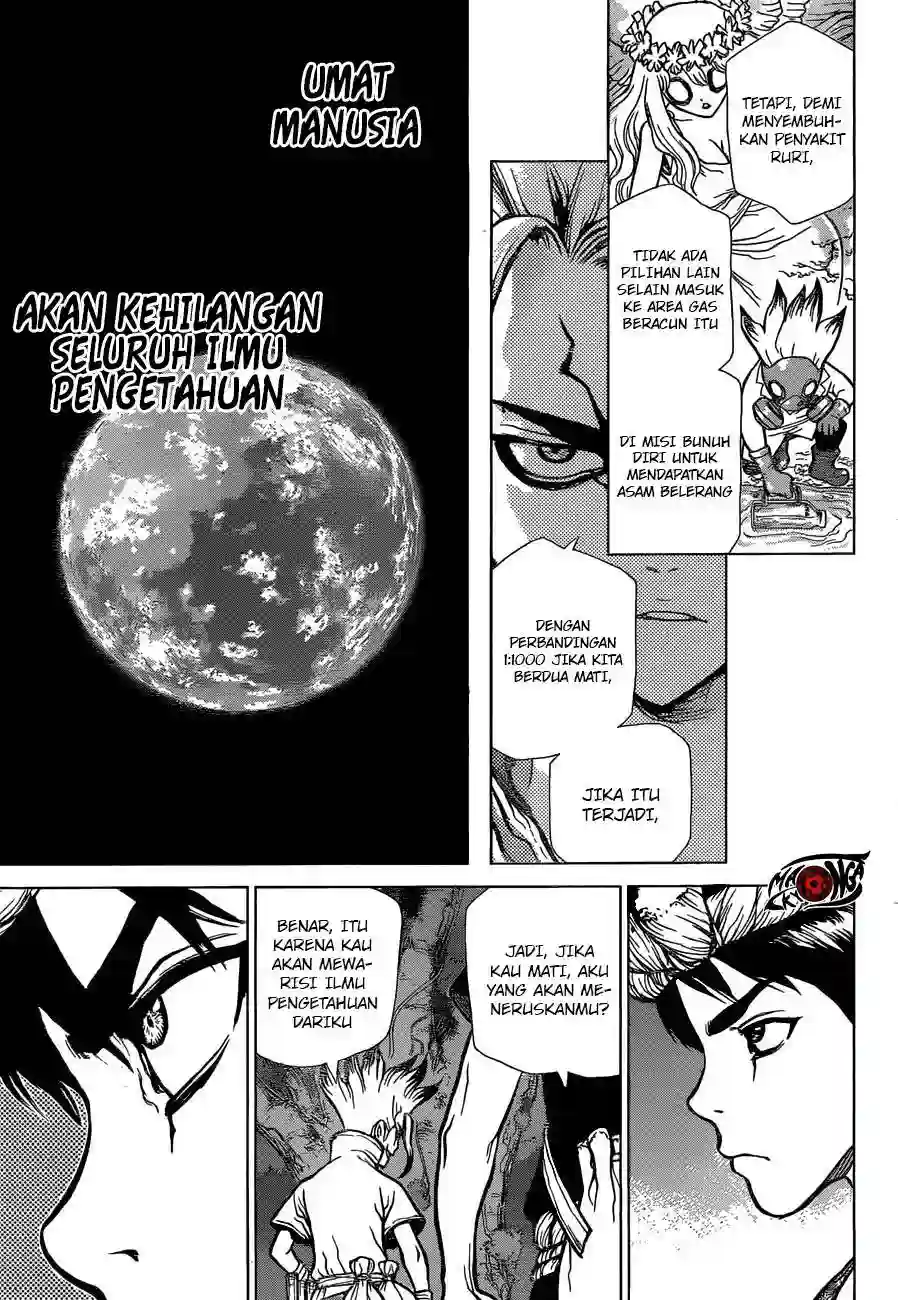 TETAPI, DEMI
MENYEMBUH-
KAN PENYAKIT
RURI,
TIDAK ADA
PILIHAN LAIN
SELAIN MASUK
KE AREA GAS
BERACUN ITU
DI MISI BUNUH
DIRI UNTUK
MENDAPATKAN
ASAM BELERANG
DENGAN
PERBANDINGAN
1:1000 JIKA KITA
BERDUA MATI,
JIKA ITU
TERJADI,
UMAT
MANUSIA
AKAN KEHILANGAN
SELURUH ILMU
PENGETAHUAN
JADI, JIKA
KAU MATI, AKU
YANG AKAN ME-
NERUSKANMU?
BENAR, ITU
KARENA KAU
AKAN MEWA-
RISI ILMU
PENGETAHUAN
DARIKU